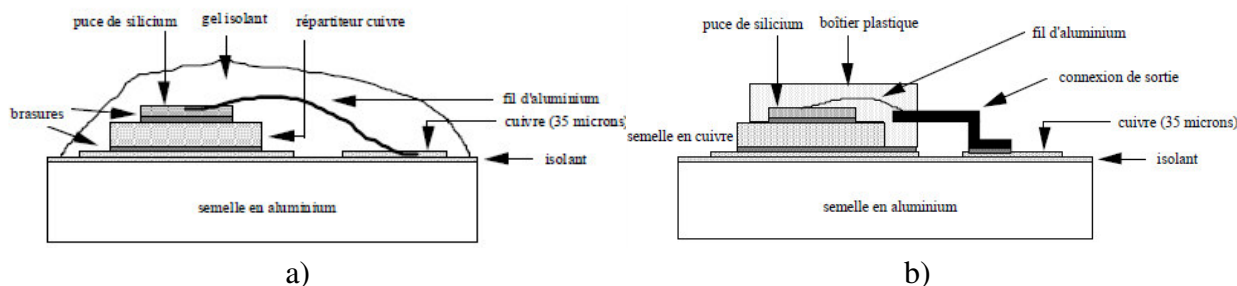 puce de silicium
gel isolant
répartiteur cuivre
brasures
fil d'aluminium
cuivre (35 microns)
isolant
semelle en aluminium
a)
puce de silicium
boîtier plastique
fil d'aluminium
connexion de sortie
semelle en cuivre
cuivre (35 microns)
isolant
semelle en aluminium
b)